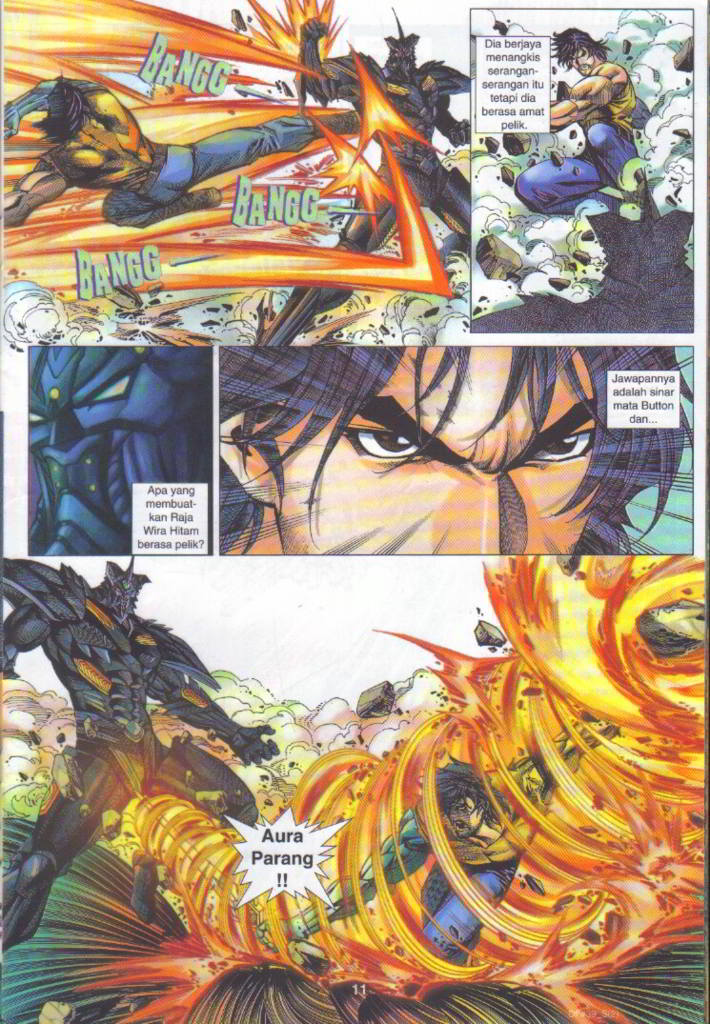 BANGG
BANGG
BANGG
Dia berjaya
menangkis
serangan-
serangan itu
tetapi dia
berasa amat
pelik.
Apa yang
membuat-
kan Raja
Wira Hitam
berasa pelik?
Jawapannya
adalah sinar
mata Button
dan...
Aura
Parang
!!
11